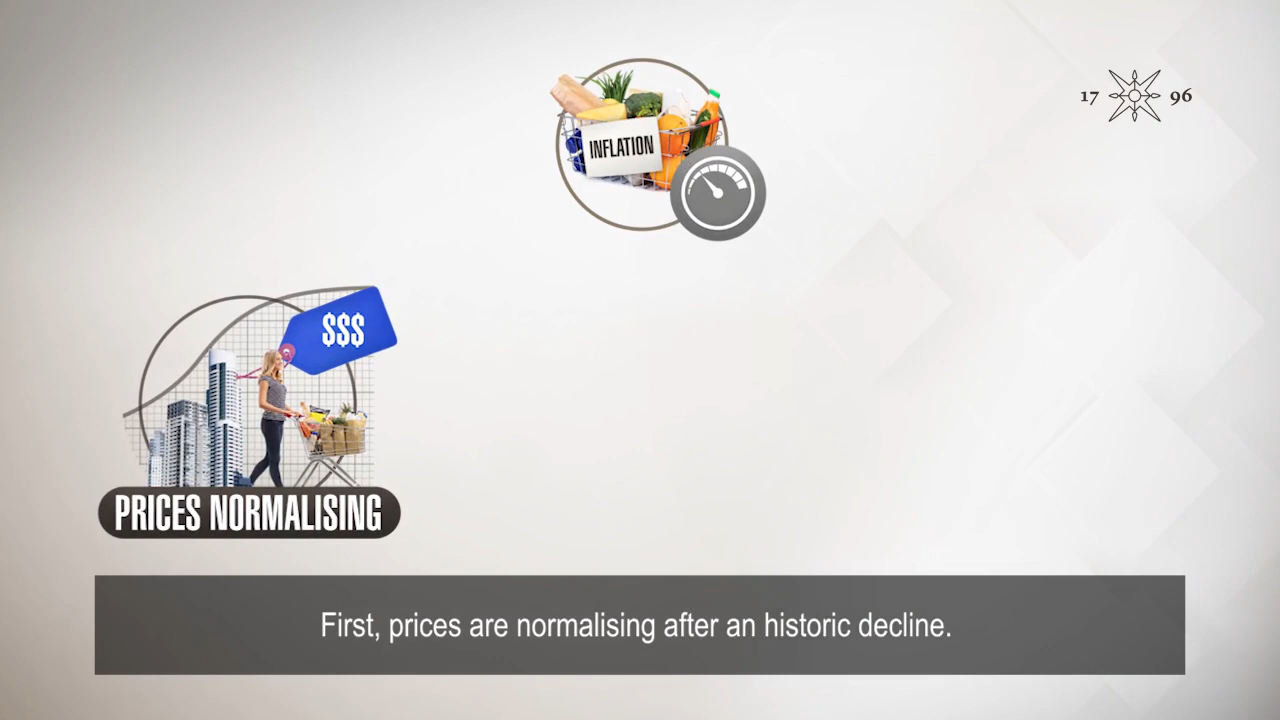 INFLATION
17 96
$$$
PRICES NORMALISING
First, prices are normalising after an historic decline.